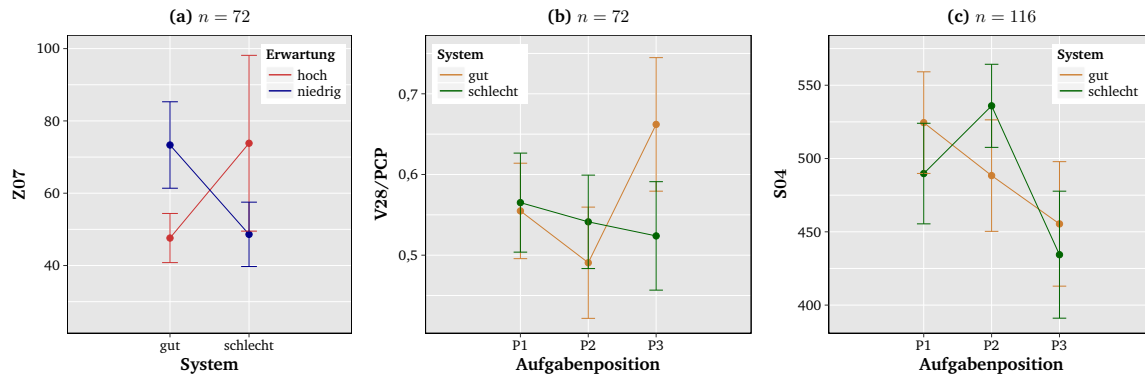 (a) n = 72
Z07
100
80
60
40
Erwartung
hoch
niedrig
gut
schlecht
System
(b) n = 72
V28/PCP
0,7
0,6
0,5
System
gut
schlecht
P1
P2
P3
Aufgabenposition
(c) n = 116
S04
550
500
450
400
System
gut
schlecht
P1
P2
P3
Aufgabenposition